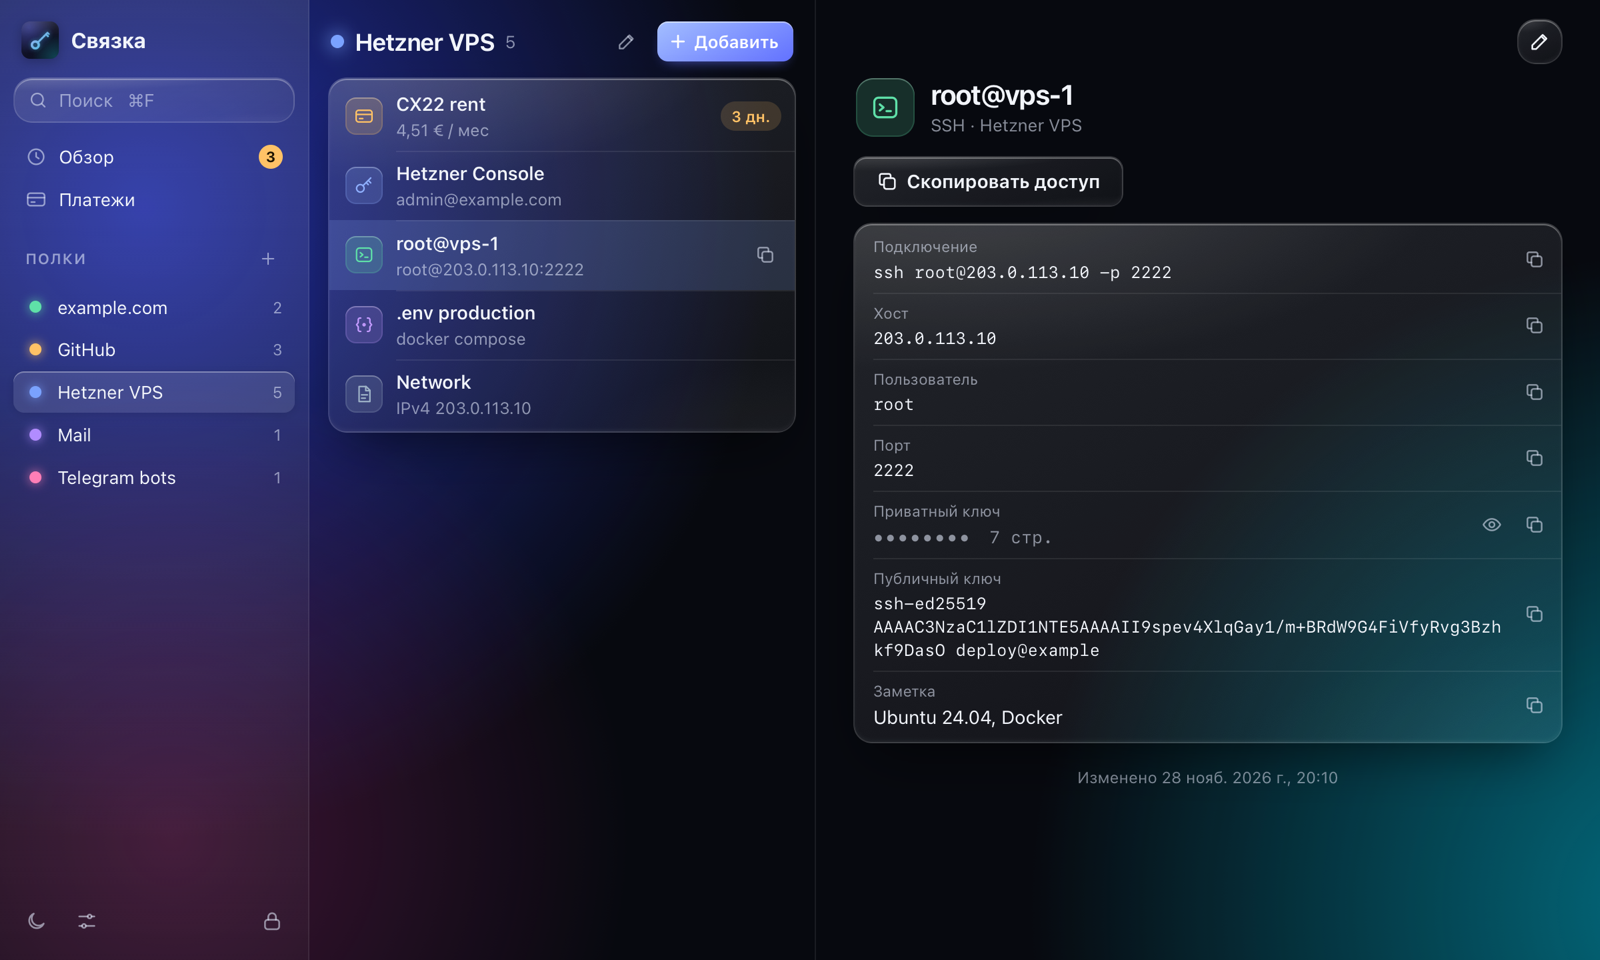 Связка
Поиск ⌘F
Обзор 3
Платежи
ПОЛКИ
example.com 2
GitHub 3
Hetzner VPS 5
Mail 1
Telegram bots 1
Hetzner VPS 5
+ Добавить
CX22 rent
4,51 € / мес
3 дн.
Hetzner Console
admin@example.com
root@vps-1
root@203.0.113.10:2222
.env production
docker compose
Network
IPv4 203.0.113.10
root@vps-1
SSH · Hetzner VPS
Скопировать доступ
Подключение
ssh root@203.0.113.10 -p 2222
Хост
203.0.113.10
Пользователь
root
Порт
2222
Приватный ключ
•••••••• 7 стр.
Публичный ключ
ssh-ed25519
AAAAC3NzaC1lZDI1NTE5AAAAII9spev4XlqGay1/m+BRdW9G4FiVfyRvg3Bzh
kf9DasO deploy@example
Заметка
Ubuntu 24.04, Docker
Изменено 28 нояб. 2026 г., 20:10